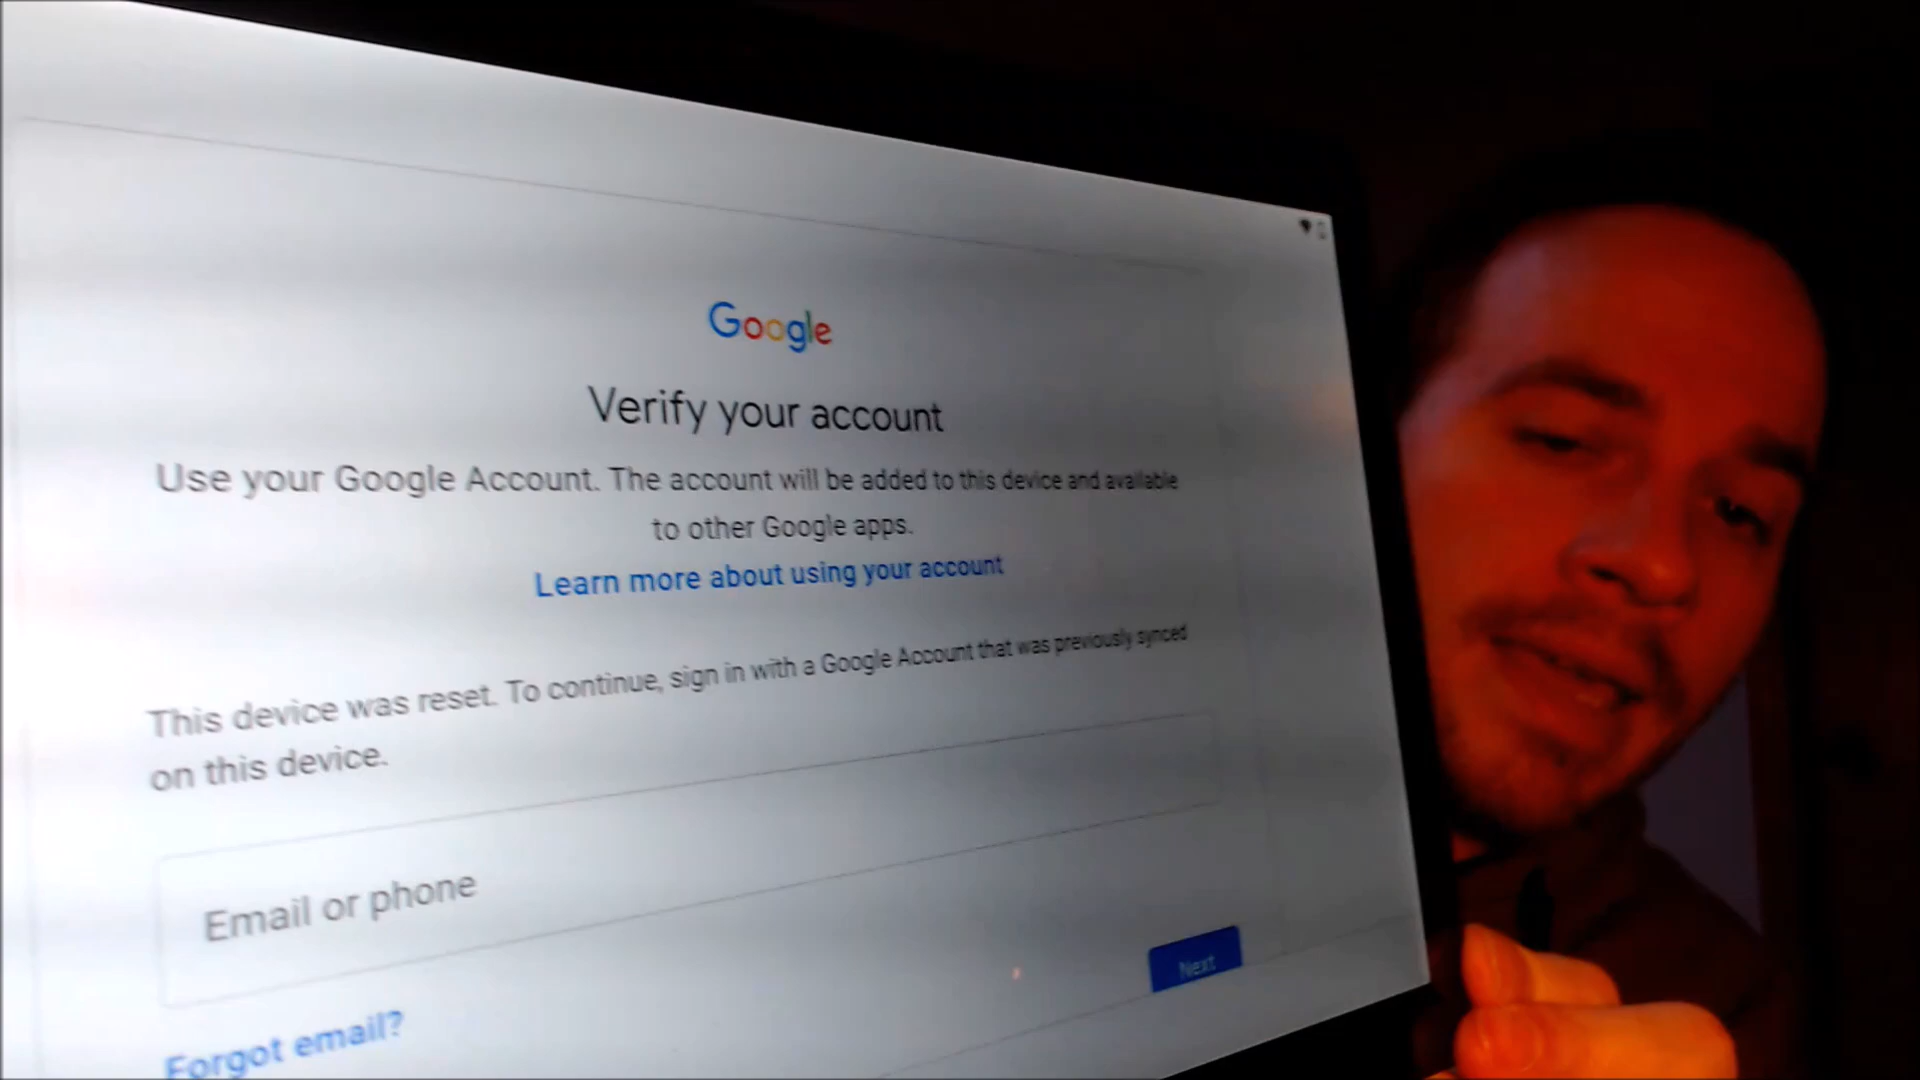 Google
Verify your account
Use your Google Account. The account will be added to this device and available
to other Google apps.
Learn more about using your account
This device was reset. To continue, sign in with a Google Account that was previously synced
on this device.
Email or phone
Next
Forgot email?